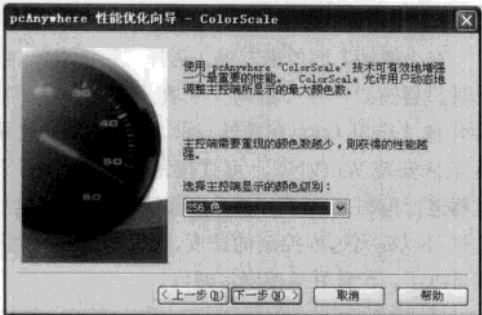 pcAnywhere 性能优化向导 - ColorScale
使用 pcAnywhere "ColorScale" 技术可有效地增强
一个最重要的性能。 ColorScale 允许用户动态地
调整主控端所显示的最大颜色数。
主控端需要重现的颜色数越少，则获得的性能越
强。
选择主控端显示的颜色级别：
256 色
< 上一步(B) 下一步(N) > 取消 帮助
40
50
60